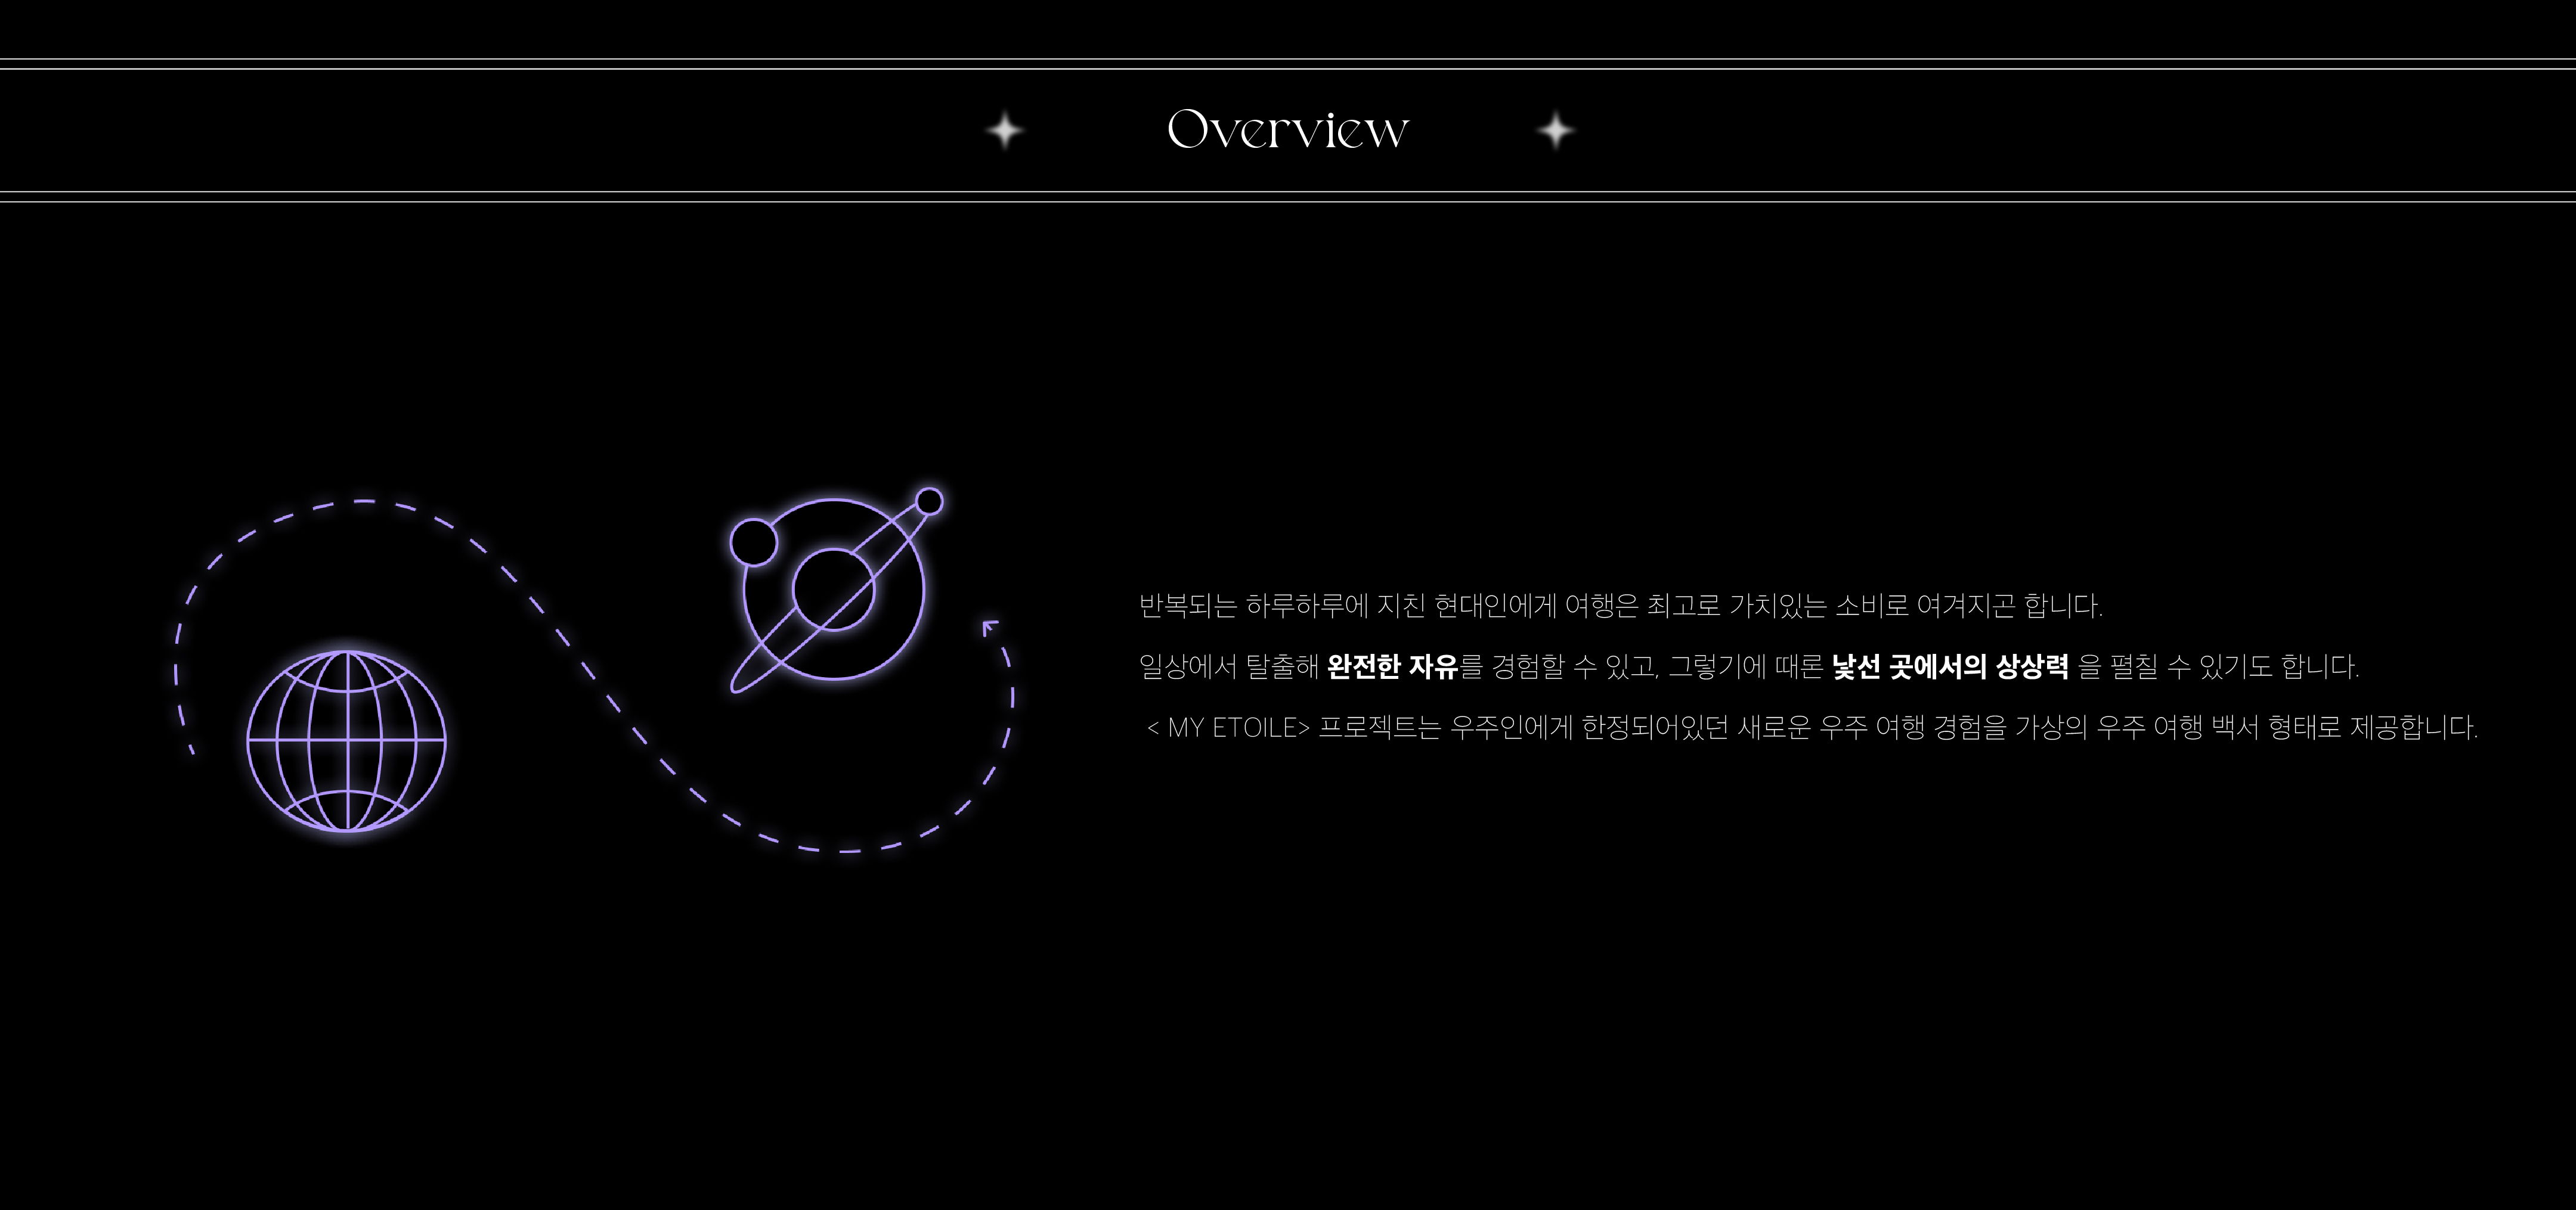 Overview
반복되는 하루하루에 지친 현대인에게 여행은 최고로 가치있는 소비로 여겨지곤 합니다.
일상에서 탈출해 완전한 자유를 경험할 수 있고, 그렇기에 때론 낯선 곳에서의 상상력 을 펼칠 수 있기도 합니다.
< MY ETOILE> 프로젝트는 우주인에게 한정되어있던 새로운 우주 여행 경험을 가상의 우주 여행 백서 형태로 제공합니다.